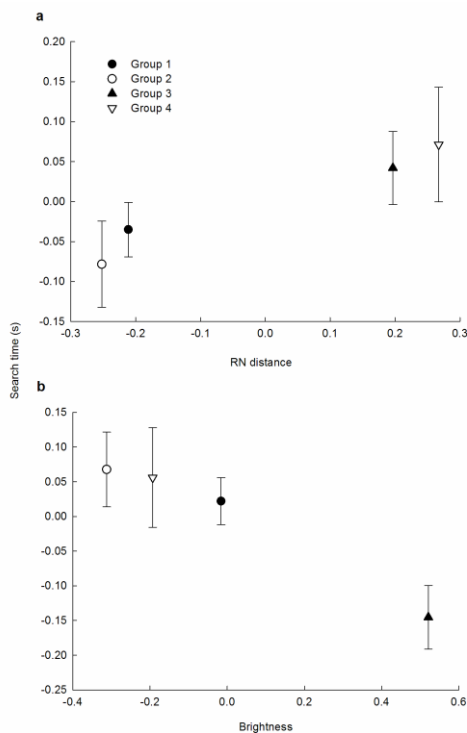 a
0.20
0.15
0.10
0.05
0.00
-0.05
-0.10
-0.15
Group 1
Group 2
Group 3
Group 4
-0.3 -0.2 -0.1 0.0 0.1 0.2 0.3
RN distance
Search time (s)
b
0.15
0.10
0.05
0.00
-0.05
-0.10
-0.15
-0.20
-0.25
-0.4 -0.2 0.0 0.2 0.4 0.6
Brightness